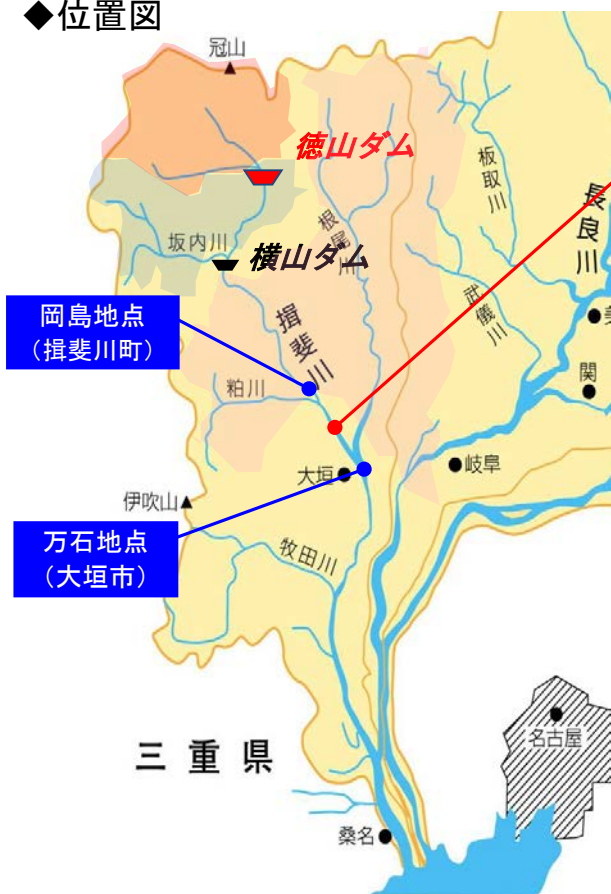 ◆位置図
冠山
徳山ダム
板取川
長良川
根尾川
坂内川
横山ダム
武儀川
岡島地点
（揖斐川町）
揖斐川
美
関
粕川
大垣
岐阜
伊吹山
万石地点
（大垣市）
牧田川
三重県
名古屋
桑名